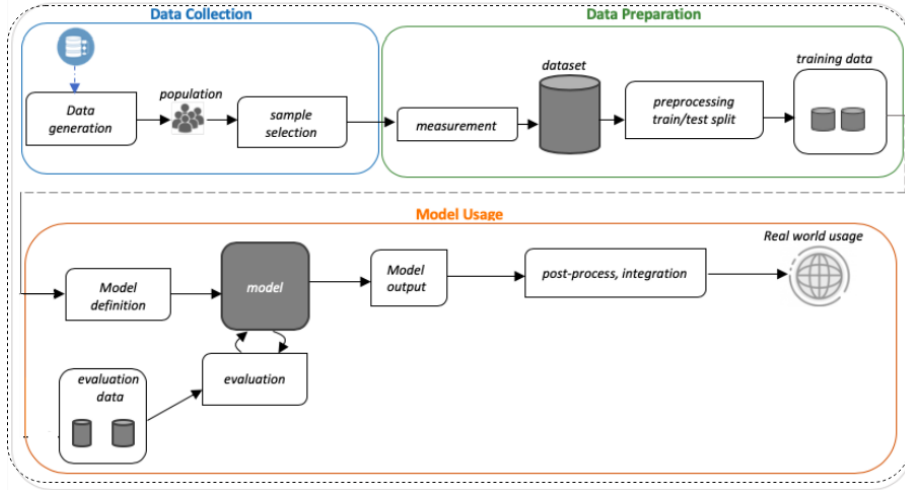 Data Collection
Data Preparation
Data
generation
population
sample
selection
measurement
dataset
preprocessing
train/test split
training data
Model Usage
Model
definition
model
Model
output
post-process, integration
Real world usage
evaluation
data
evaluation